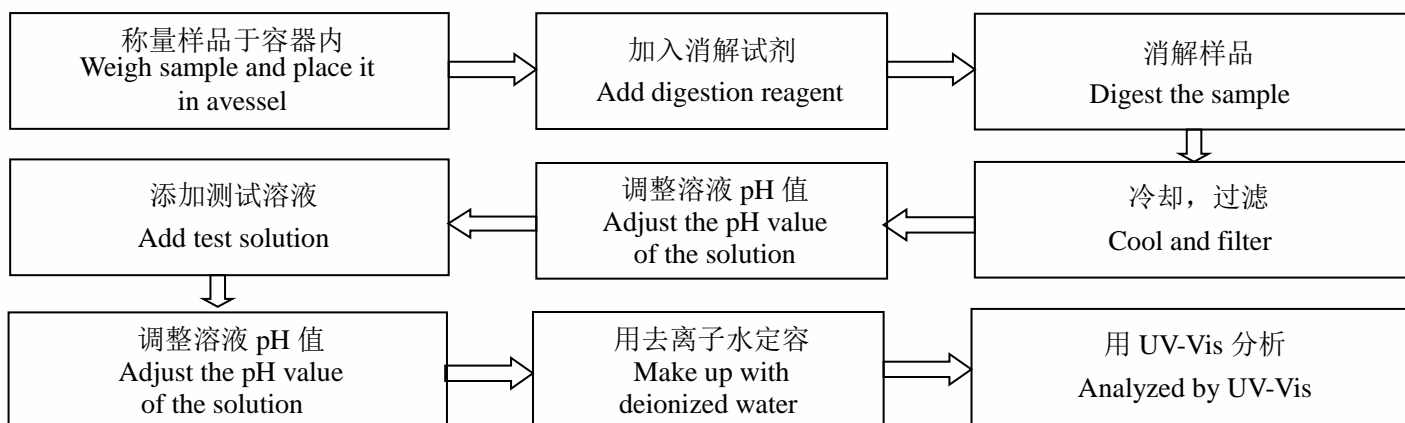 称量样品于容器内
Weigh sample and place it
in avessel
加入消解试剂
Add digestion reagent
消解样品
Digest the sample
冷却，过滤
Cool and filter
调整溶液 pH 值
Adjust the pH value
of the solution
添加测试溶液
Add test solution
调整溶液 pH 值
Adjust the pH value
of the solution
用去离子水定容
Make up with
deionized water
用 UV-Vis 分析
Analyzed by UV-Vis